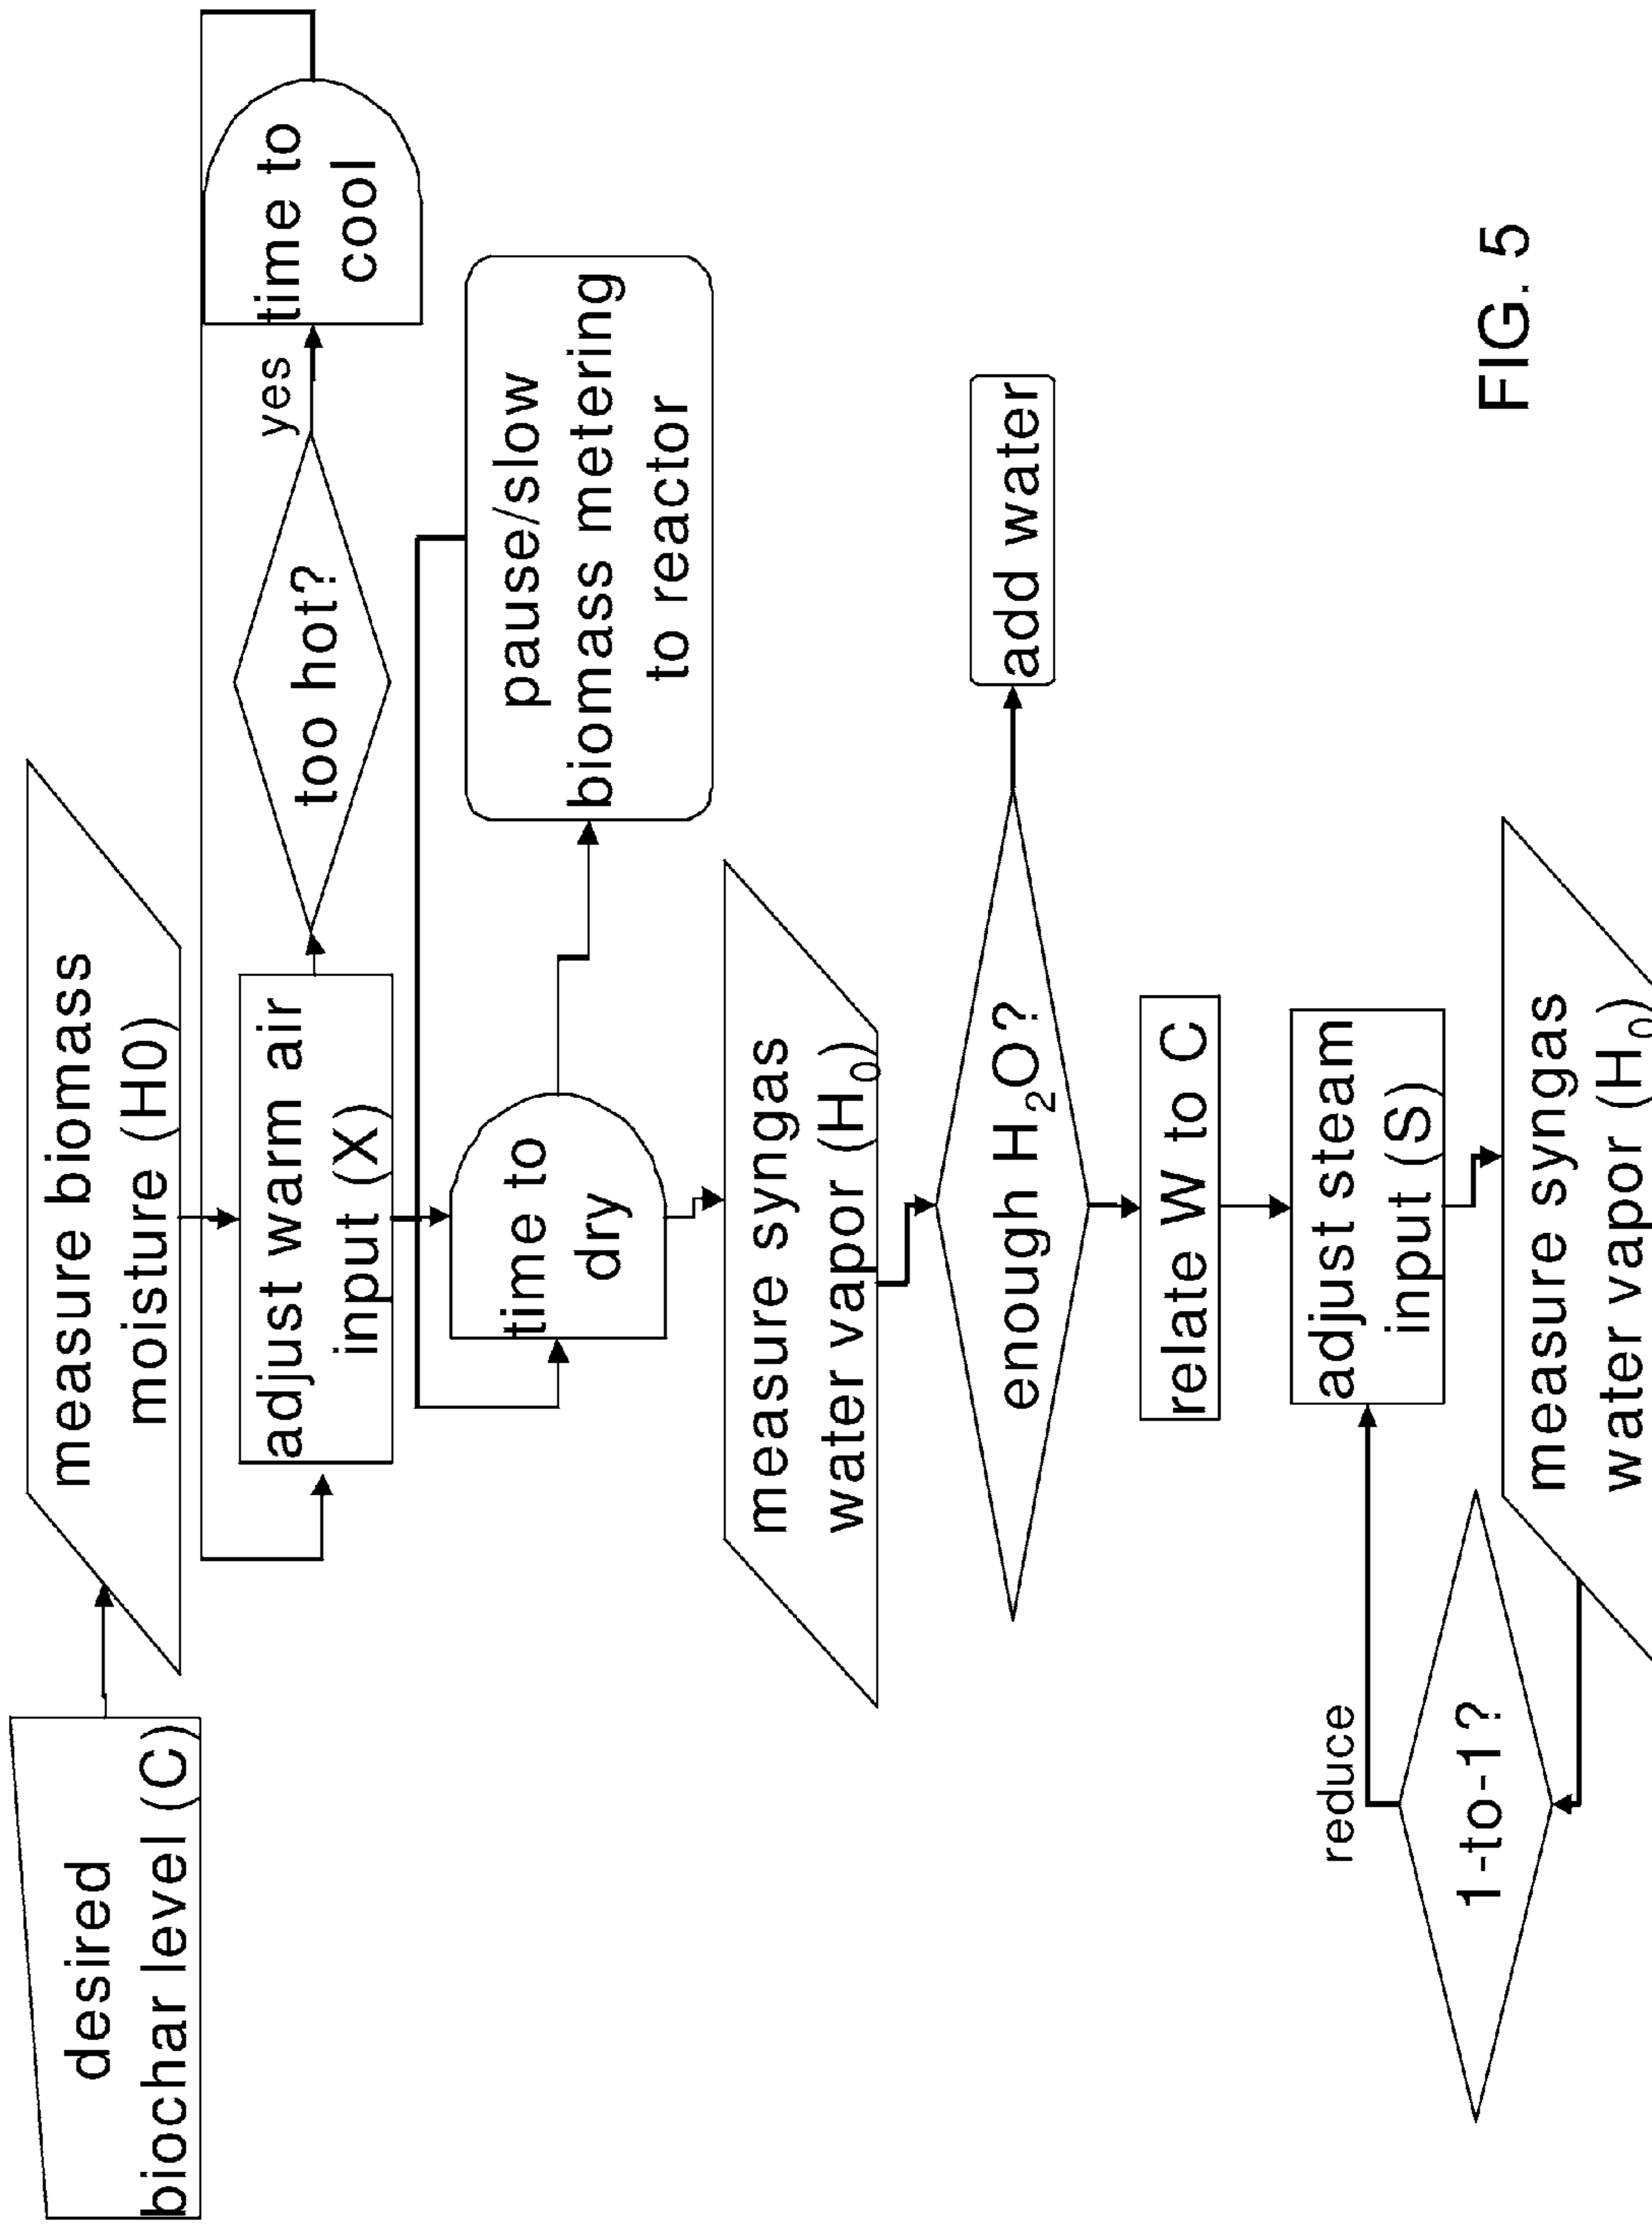 desired
biochar level (C)
measure biomass
moisture (H0)
adjust warm air
input (X)
too hot?
yes
time to
cool
time to
dry
pause/slow
biomass metering
to reactor
measure syngas
water vapor (H₀)
enough H₂O?
add water
relate W to C
adjust steam
input (S)
measure syngas
water vapor (H₀)
1-to-1?
reduce
FIG. 5